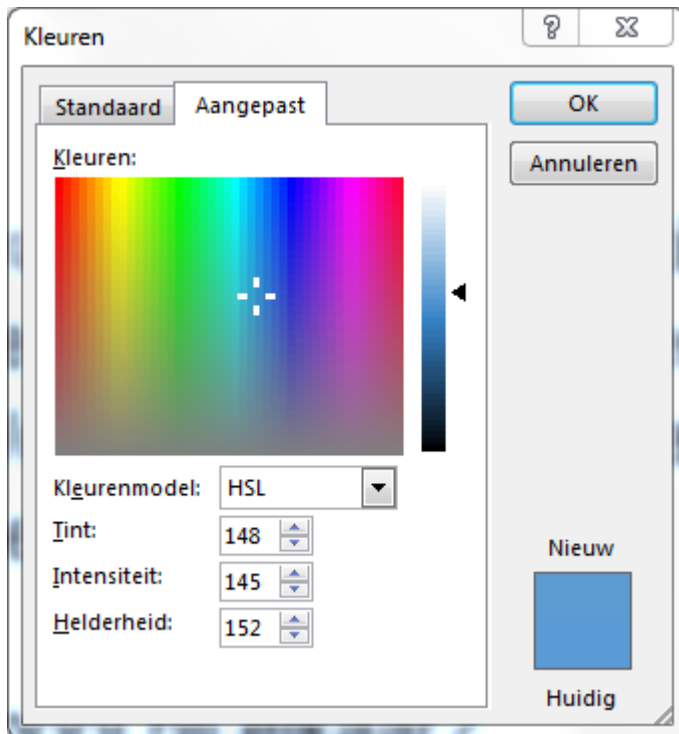 Kleuren
Standaard Aangepast OK
Kleuren: Annuleren
Kleurenmodel: HSL
Tint: 148
Intensiteit: 145
Helderheid: 152
Nieuw
Huidig